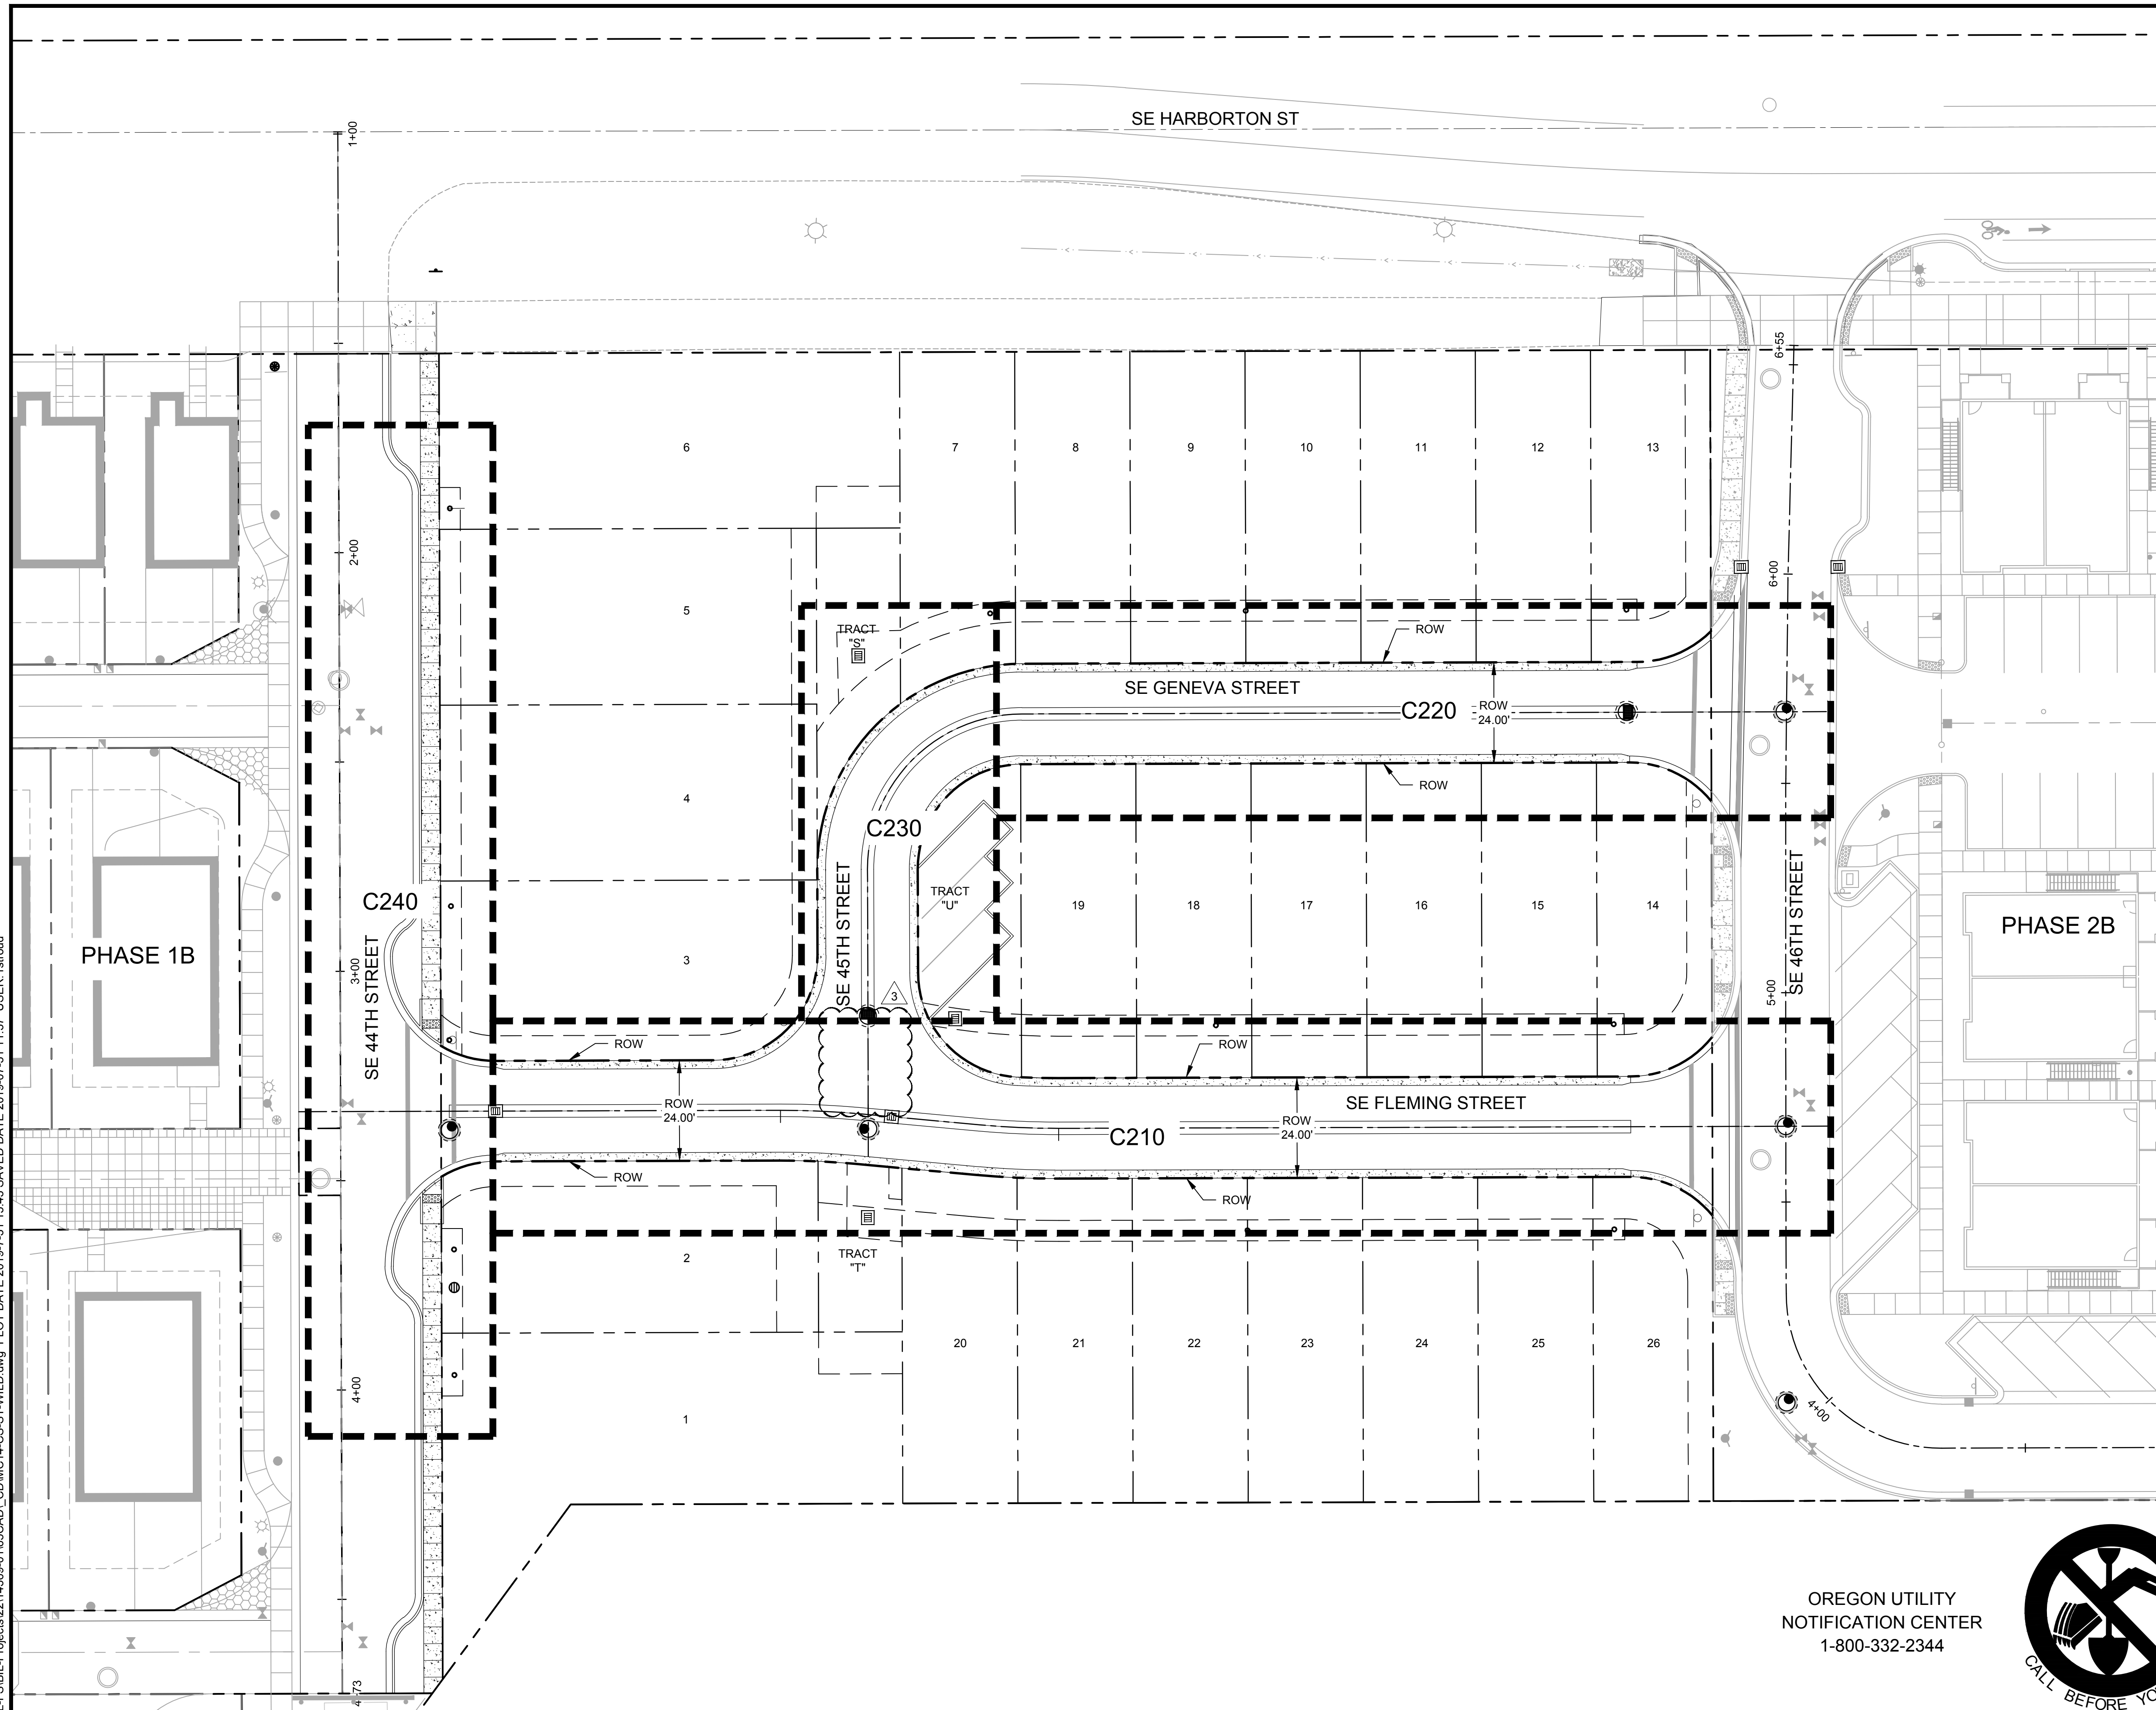 SE HARBORTON ST
1+00
6+55
6
7
8
9
10
11
12
13
2+00
6+00
5
TRACT
"S"
ROW
SE GENEVA STREET
C220
ROW
24.00'
ROW
4
C230
C240
SE 45TH STREET
TRACT
"U"
19
18
17
16
15
14
SE 46TH STREET
PHASE 2B
PHASE 1B
SE 44TH STREET
3+00
3
3
5+00
ROW
ROW
ROW
24.00'
SE FLEMING STREET
C210
ROW
24.00'
ROW
ROW
2
TRACT
"T"
20
21
22
23
24
25
26
4+00
1
4+00
OREGON UTILITY
NOTIFICATION CENTER
1-800-332-2344
CALL BEFORE